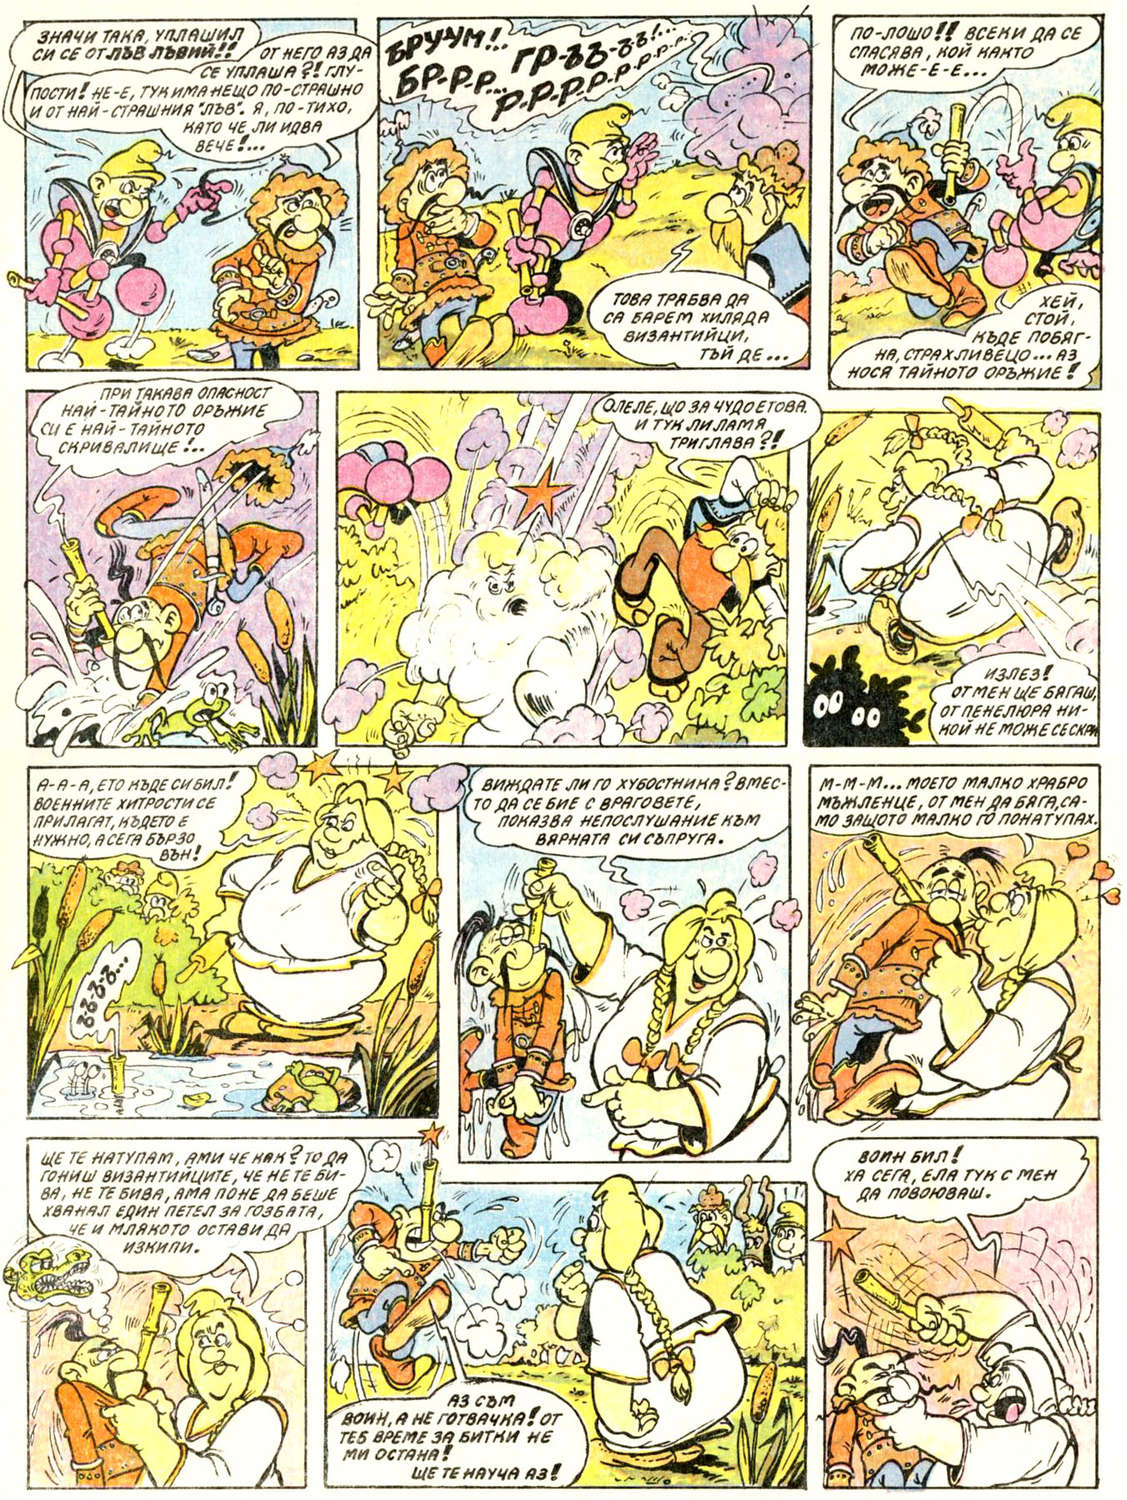 ЗНАЧИ ТАКА, УПЛАШИЛ
СИ СЕ ОТ ЛЪВ ЛЪВИЙ!!
ОТ НЕГО АЗ ДА
СЕ УПЛАША?! ГЛУ-
ПОСТИ! НЕ-Е, ТУК ИМА НЕЩО ПО-СТРАШНО
И ОТ НАЙ-СТРАШНИЯ "ЛЪВ". Я, ПО-ТИХО,
КАТО ЧЕ ЛИ ИДВА
ВЕЧЕ!...
БРУУМ!..
БР-Р-Р...
ГР-ЪЪ-Ъ-Ъ!...
Р-Р-Р-Р-Р-Р-Р-Р-Р...
ТОВА ТРЯБВА ДА
СА БАРЕМ ХИЛЯДА
ВИЗАНТИЙЦИ,
ТЪЙ ДЕ...
ПО-ЛОШО!! ВСЕКИ ДА СЕ
СПАСЯВА, КОЙ КАКТО
МОЖЕ-Е-Е...
ХЕЙ,
СТОЙ,
КЪДЕ ПОБЯГ-
НА, СТРАХЛИВЕЦО... АЗ
НОСЯ ТАЙНОТО ОРЪЖИЕ!
ПРИ ТАКАВА ОПАСНОСТ
НАЙ-ТАЙНОТО ОРЪЖИЕ
СИ Е НАЙ-ТАЙНОТО
СКРИВАЛИЩЕ!...
ОЛЕЛЕ, ЩО ЗА ЧУДО Е ТОВА,
И ТУК ЛИ ЛАМЯ
ТРИГЛАВА?!
ИЗЛЕЗ!
ОТ МЕН ЩЕ БЯГАШ,
ОТ ПЕНЕЛЮРА НИ-
КОЙ НЕ МОЖЕ СЕ СКРИ
А-А-А, ЕТО КЪДЕ СИ БИЛ!
ВОЕННИТЕ ХИТРОСТИ СЕ
ПРИЛАГАТ, КЪДЕТО Е
НУЖНО, А СЕГА БЪРЗО
ВЪН!
Ъ-Ъ-Ъ-Ъ...
ВИЖДАТЕ ЛИ ГО ХУБОСТНИКА? ВМЕС-
ТО ДА СЕ БИЕ С ВРАГОВЕТЕ,
ПОКАЗВА НЕПОСЛУШАНИЕ КЪМ
ВЯРНАТА СИ СЪПРУГА.
М-М-М... МОЕТО МАЛКО ХРАБРО
МЪЖЛЕНЦЕ, ОТ МЕН ДА БЯГА, СА-
МО ЗАЩОТО МАЛКО ГО ПОНАТУПАХ.
ЩЕ ТЕ НАТУПАМ, АМИ ЧЕ КАК? ТО ДА
ГОНИШ ВИЗАНТИЙЦИТЕ, ЧЕ НЕ ТЕ БИ-
ВА, НЕ ТЕ БИВА, АМА ПОНЕ ДА БЕШЕ
ХВАНАЛ ЕДИН ПЕТЕЛ ЗА ГОЗБАТА,
ЧЕ И МЛЯКОТО ОСТАВИ ДА
ИЗКИПИ.
АЗ СЪМ
ВОИН, А НЕ ГОТВАЧКА! ОТ
ТЕБ ВРЕМЕ ЗА БИТКИ НЕ
МИ ОСТАНА!
ЩЕ ТЕ НАУЧА АЗ!
ВОИН БИЛ!
ХА СЕГА, ЕЛА ТУК С МЕН
ДА ПОВОЮВАШ.